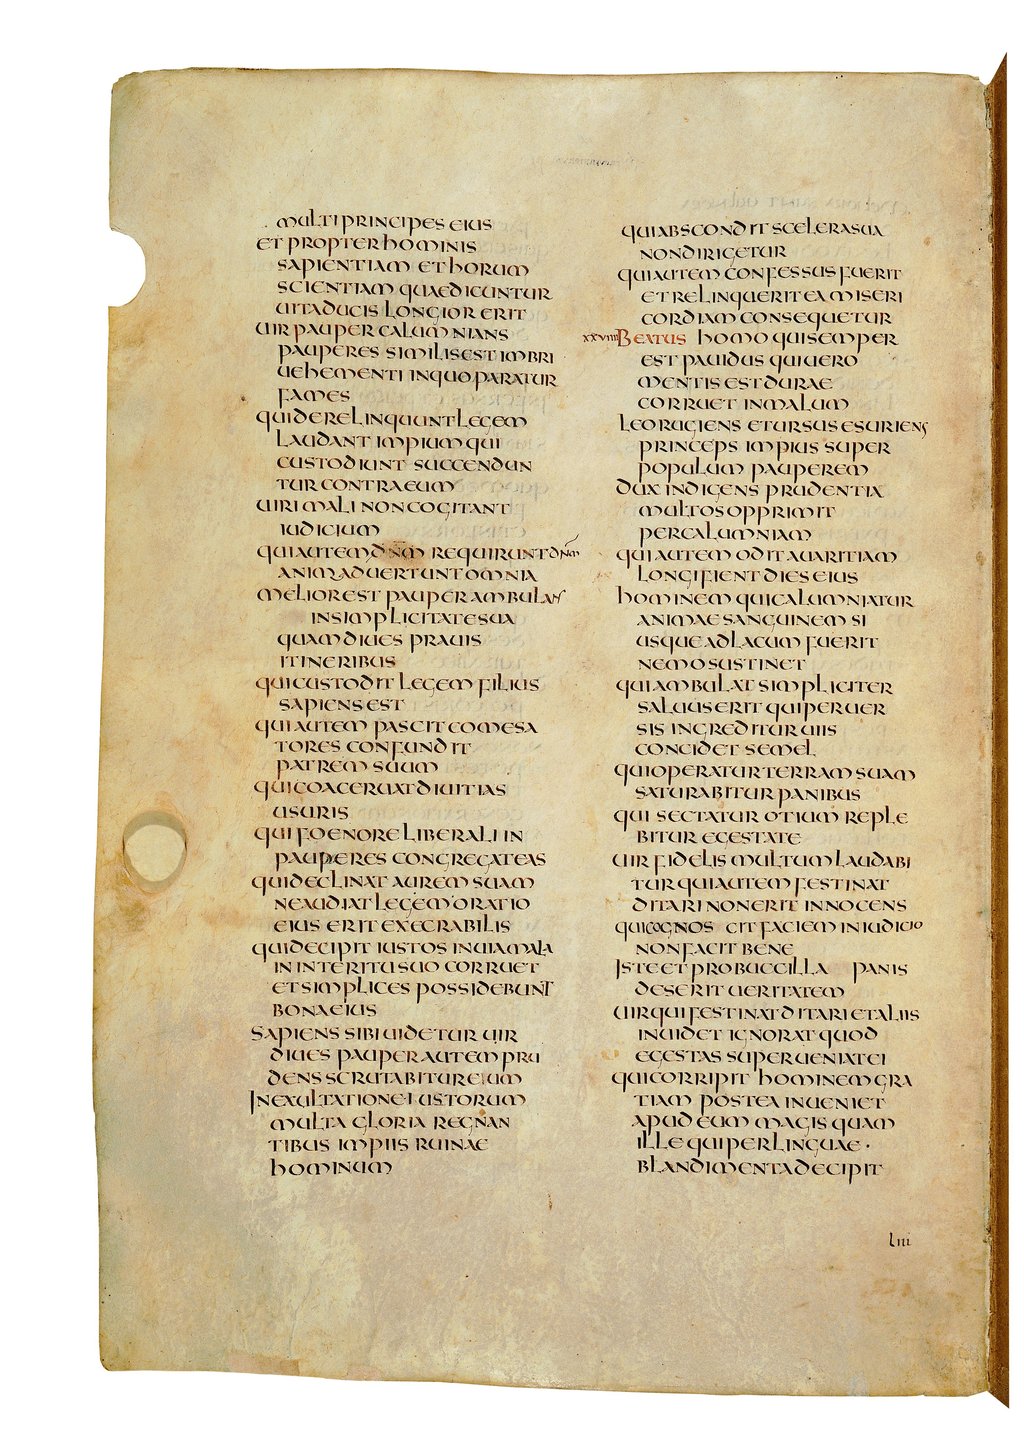 MULTI PRINCIPES EIUS
ET PROPTER HOMINIS
SAPIENTIAM ET HORUM
SCIENTIAM QUAE DICUNTUR
UITA DUCIS LONGIOR ERIT
UIR PAUPER CALUMNIANS
PAUPERES SIMILIS EST IMBRI
UEHEMENTI IN QUO PARATUR
FAMES
QUI DERELINQUUNT LEGEM
LAUDANT IMPIUM QUI
CUSTODIUNT SUCCENDUN
TUR CONTRA EUM
UIRI MALI NON COGITANT
IUDICIUM
QUI AUTEM DNM REQUIRUNT DNM
ANIMADUERTUNT OMNIA
MELIOR EST PAUPER AMBULANS
IN SIMPLICITATE SUA
QUAM DIUES PRAUIS
ITINERIBUS
QUI CUSTODIT LEGEM FILIUS
SAPIENS EST
QUI AUTEM PASCIT COMESA
TORES CONFUNDIT
PATREM SUUM
QUI COACERUAT DIUITIAS
USURIS
QUI FOENORE LIBERALI IN
PAUPERES CONGREGAT EAS
QUI DECLINAT AUREM SUAM
NE AUDIAT LEGEM ORATIO
EIUS ERIT EXECRABILIS
QUI DECIPIT IUSTOS IN UIA MALA
IN INTERITU SUO CORRUET
ET SIMPLICES POSSIDEBUNT
BONA EIUS
SAPIENS SIBI UIDETUR UIR
DIUES PAUPER AUTEM PRU
DENS SCRUTABITUR EUM
IN EXULTATIONE IUSTORUM
MULTA GLORIA REGNAN
TIBUS IMPIIS RUINAE
HOMINUM
QUI ABSCONDIT SCELERA SUA
NON DIRIGETUR
QUI AUTEM CONFESSUS FUERIT
ET RELINQUERIT EA MISERI
CORDIAM CONSEQUETUR
XXVIIII BEATUS HOMO QUI SEMPER
EST PAUIDUS QUI UERO
MENTIS EST DURAE
CORRUET IN MALUM
LEO RUGIENS ET URSUS ESURIENS
PRINCEPS IMPIUS SUPER
POPULUM PAUPEREM
DUX INDIGENS PRUDENTIA
MULTOS OPPRIMIT
PER CALUMNIAM
QUI AUTEM ODIT AUARITIAM
LONGI FIENT DIES EIUS
HOMINEM QUI CALUMNIATUR
ANIMAE SANGUINEM SI
USQUE AD LACUM FUERIT
NEMO SUSTINET
QUI AMBULAT SIMPLICITER
SALUUS ERIT QUI PERUER
SIS INGREDITUR UIIS
CONCIDET SEMEL
QUI OPERATUR TERRAM SUAM
SATURABITUR PANIBUS
QUI SECTATUR OTIUM REPLE
BITUR EGESTATE
UIR FIDELIS MULTUM LAUDABI
TUR QUI AUTEM FESTINAT
DITARI NON ERIT INNOCENS
QUI COGNOSCIT FACIEM IN IUDICIO
NON FACIT BENE
ISTE ET PRO BUCCILLA PANIS
DESERIT UERITATEM
UIR QUI FESTINAT DITARI ET ALIIS
INUIDET IGNORAT QUOD
EGESTAS SUPERUENIAT EI
QUI CORRIPIT HOMINEM GRA
TIAM POSTEA INUENIET
APUD EUM MAGIS QUAM
ILLE QUI PER LINGUAE ·
BLANDIMENTA DECIPIT
LIII